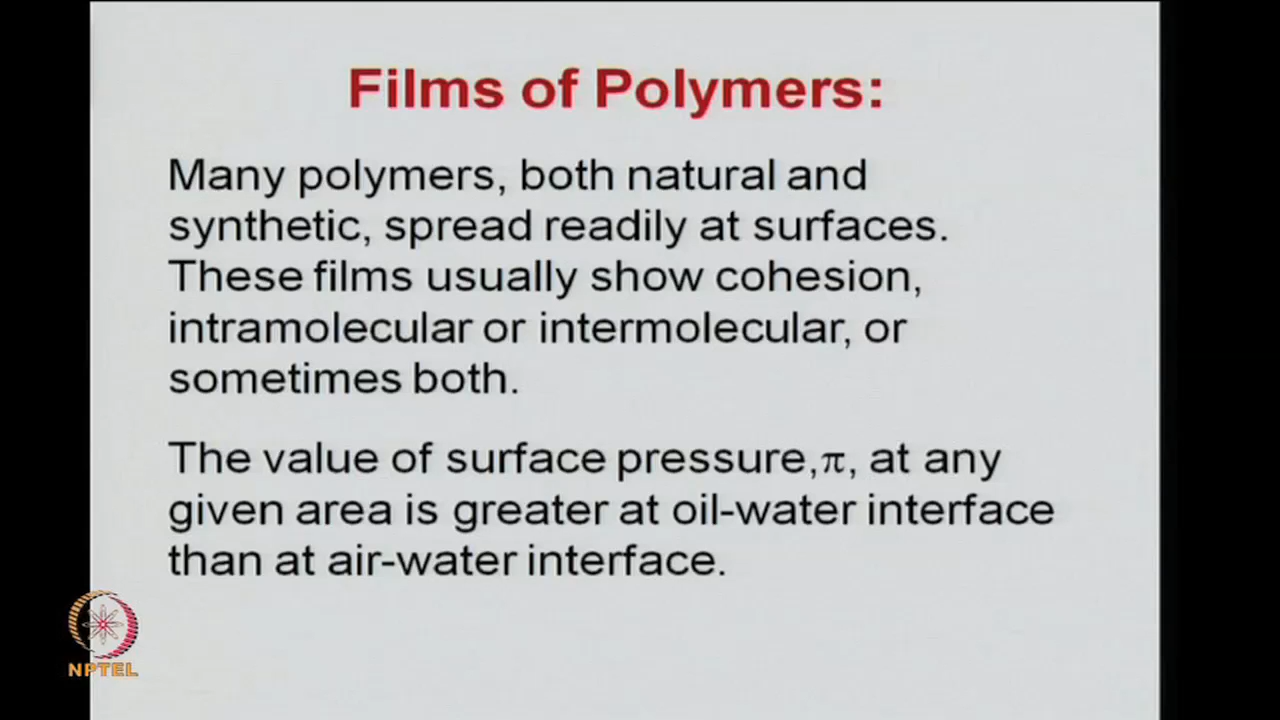 Films of Polymers:
Many polymers, both natural and
synthetic, spread readily at surfaces.
These films usually show cohesion,
intramolecular or intermolecular, or
sometimes both.
The value of surface pressure,π, at any
given area is greater at oil-water interface
than at air-water interface.
NPTEL